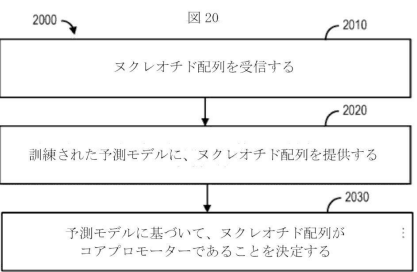 図20
2000
2010
ヌクレオチド配列を受信する
2020
訓練された予測モデルに、ヌクレオチド配列を提供する
2030
予測モデルに基づいて、ヌクレオチド配列が
コアプロモーターであることを決定する